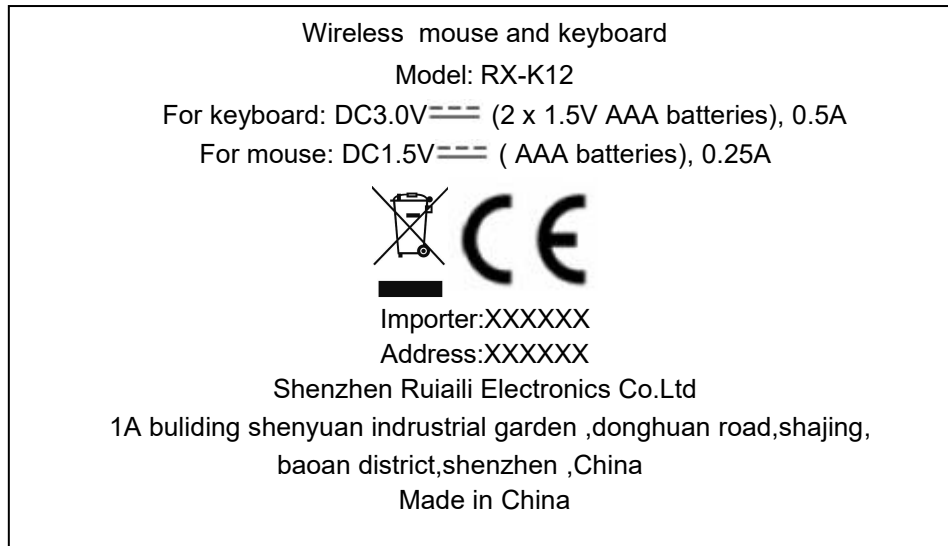 Wireless  mouse and keyboard
Model: RX-K12
For keyboard: DC3.0V⎓ (2 x 1.5V AAA batteries), 0.5A
For mouse: DC1.5V⎓ ( AAA batteries), 0.25A
CE
Importer:XXXXXX
Address:XXXXXX
Shenzhen Ruiaili Electronics Co.Ltd
1A buliding shenyuan indrustrial garden ,donghuan road,shajing,
baoan district,shenzhen ,China
Made in China